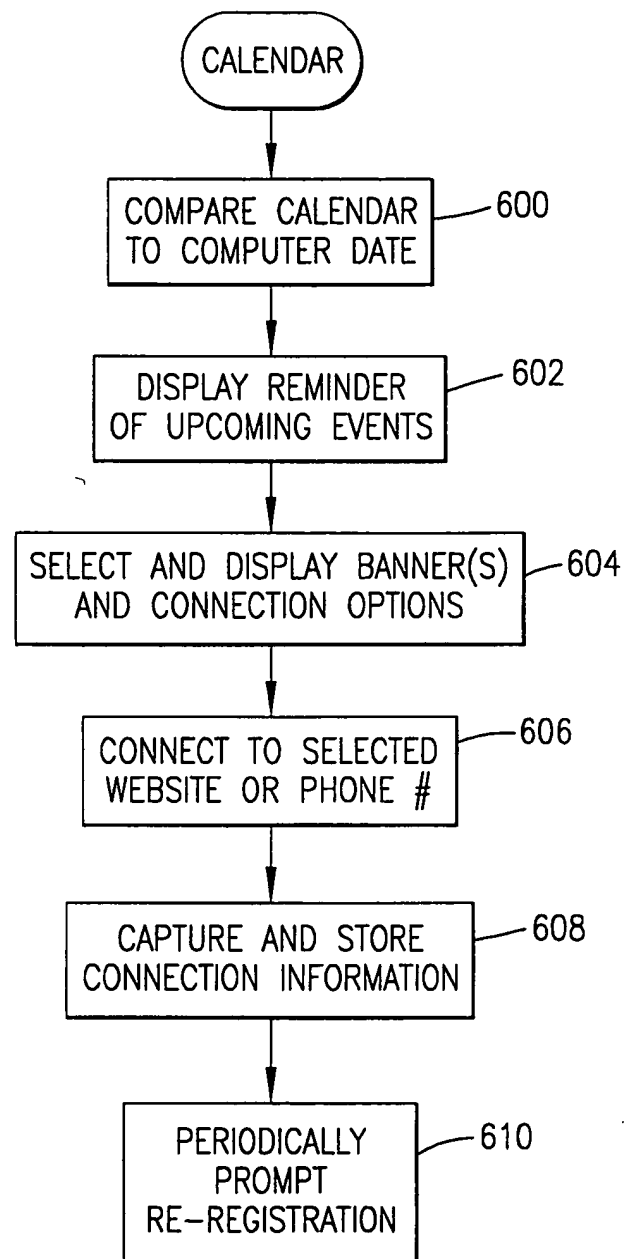 CALENDAR
COMPARE CALENDAR
TO COMPUTER DATE
600
DISPLAY REMINDER
OF UPCOMING EVENTS
602
SELECT AND DISPLAY BANNER(S)
AND CONNECTION OPTIONS
604
CONNECT TO SELECTED
WEBSITE OR PHONE #
606
CAPTURE AND STORE
CONNECTION INFORMATION
608
PERIODICALLY
PROMPT
RE-REGISTRATION
610